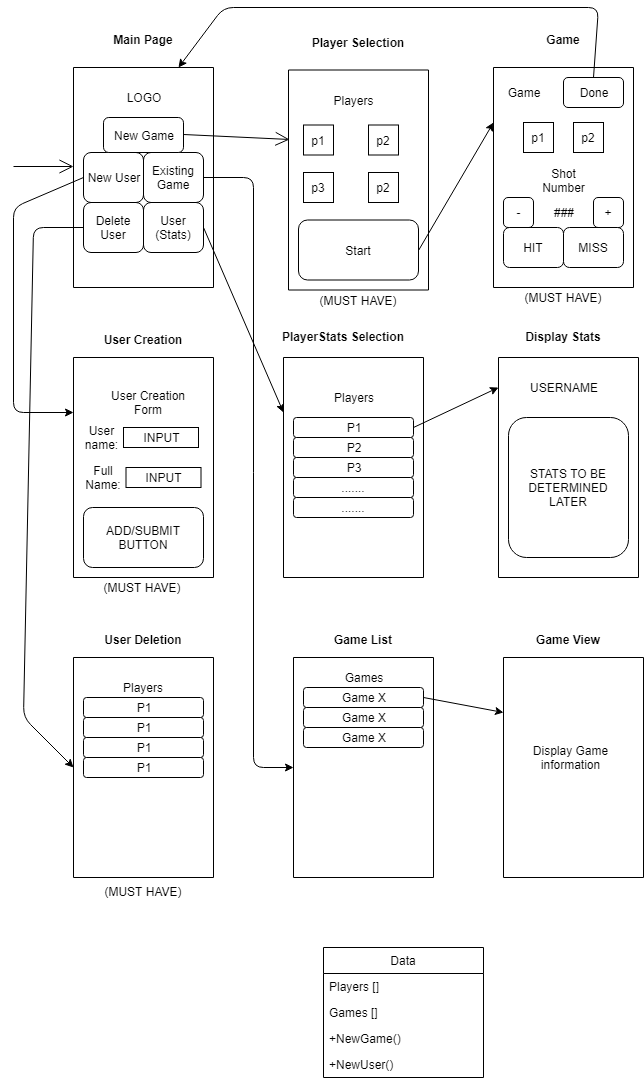 Main Page
LOGO
New Game
New User
Existing
Game
Delete
User
User
(Stats)
Player Selection
Players
p1
p2
p3
p2
Start
(MUST HAVE)
Game
Game
Done
p1
p2
Shot
Number
-
###
+
HIT
MISS
(MUST HAVE)
User Creation
User Creation
Form
User
name:
INPUT
Full
Name:
INPUT
ADD/SUBMIT
BUTTON
(MUST HAVE)
PlayerStats Selection
Players
P1
P2
P3
.......
.......
Display Stats
USERNAME
STATS TO BE
DETERMINED
LATER
User Deletion
Players
P1
P1
P1
P1
(MUST HAVE)
Game List
Games
Game X
Game X
Game X
Game View
Display Game
information
Data
Players []
Games []
+NewGame()
+NewUser()